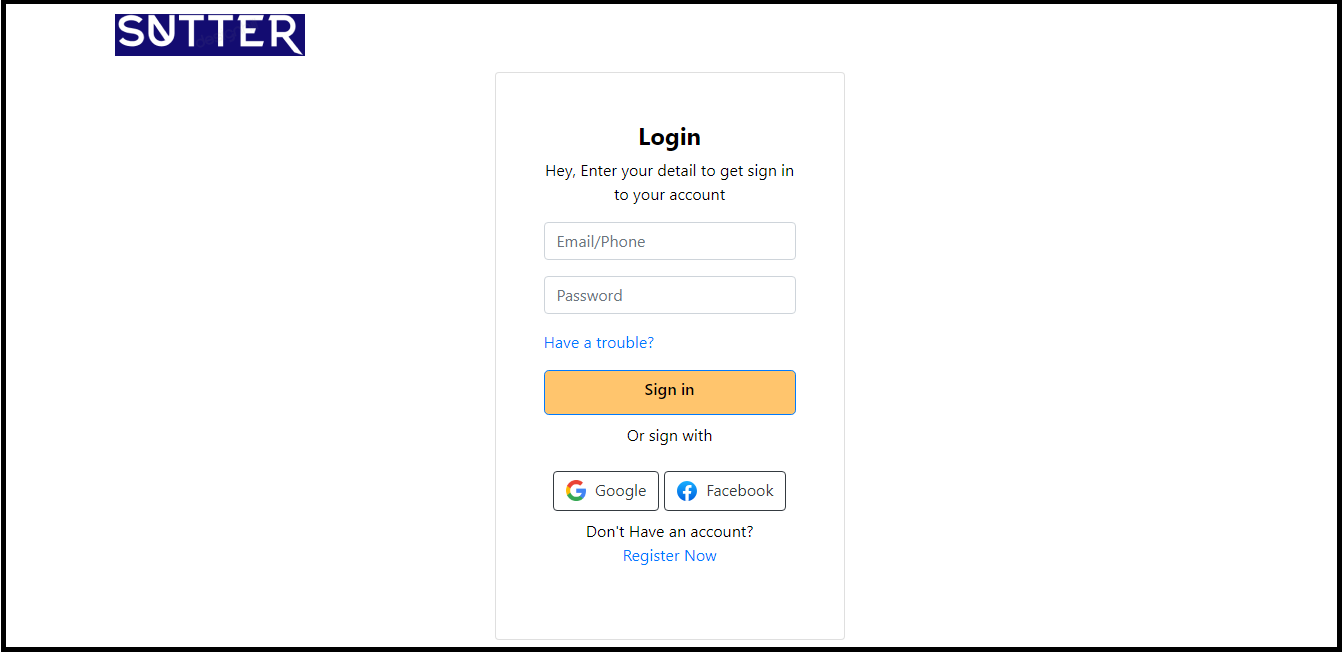 SUTTER
Login
Hey, Enter your detail to get sign in
to your account
Email/Phone
Password
Have a trouble?
Sign in
Or sign with
Google Facebook
Don't Have an account?
Register Now